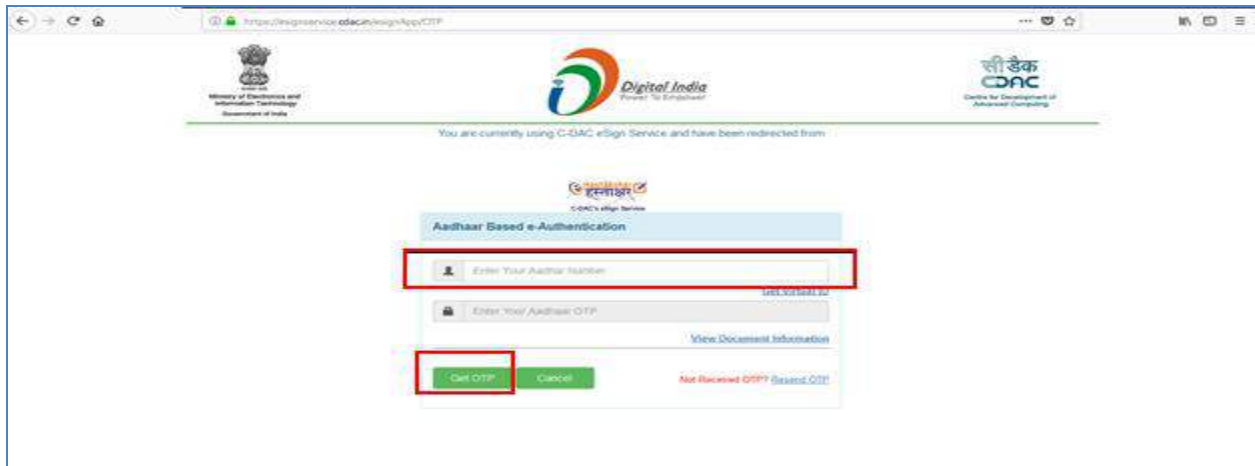 https://esignservice.cdac.in/esignApp/OTP
Ministry of Electronics and
Information Technology
Government of India
Digital India
Power To Empower
सी डैक
CDAC
Centre for Development of
Advanced Computing
You are currently using C-DAC eSign Service and have been redirected from
हस्ताक्षर
C-DAC's eSign Service
Aadhaar Based e-Authentication
Enter Your Aadhar Number
Get Virtual ID
Enter Your Aadhaar OTP
View Document Information
Get OTP
Cancel
Not Received OTP? Resend OTP